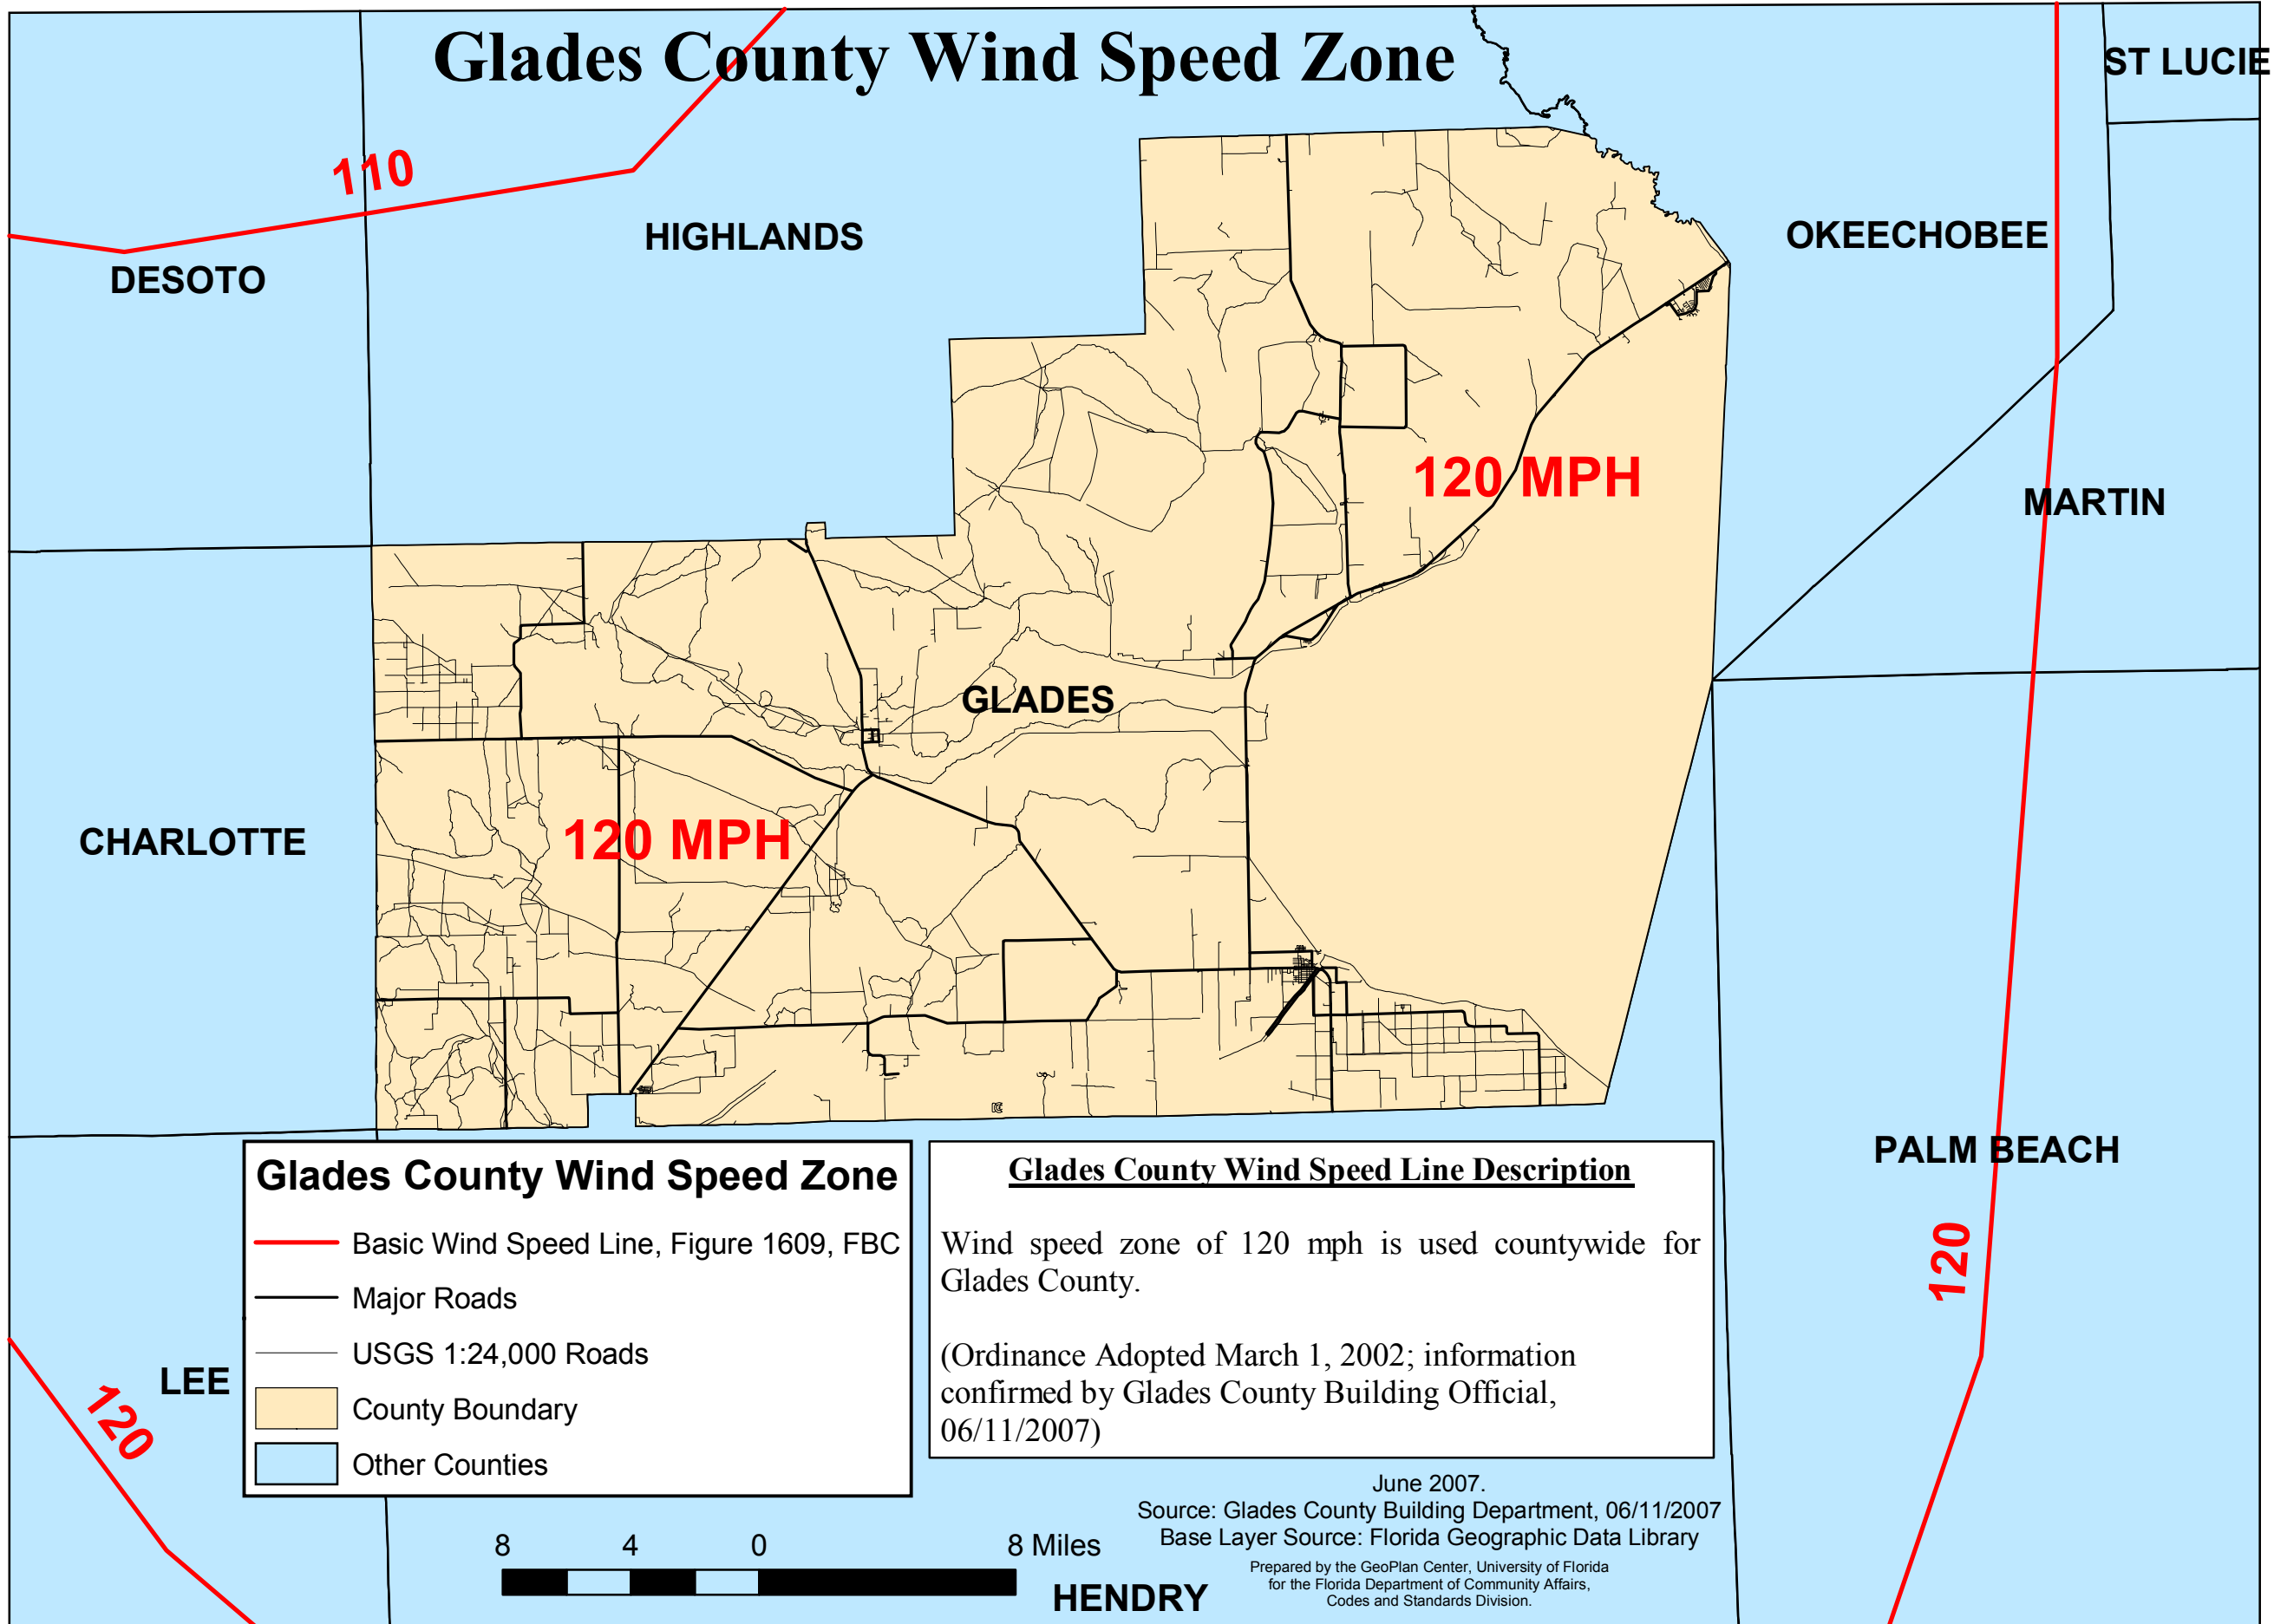 Glades County Wind Speed Zone
ST LUCIE
110
HIGHLANDS
OKEECHOBEE
DESOTO
120 MPH
MARTIN
GLADES
CHARLOTTE
120 MPH
PALM BEACH
120
LEE
120
Glades County Wind Speed Zone
Basic Wind Speed Line, Figure 1609, FBC
Major Roads
USGS 1:24,000 Roads
County Boundary
Other Counties
Glades County Wind Speed Line Description
Wind speed zone of 120 mph is used countywide for
Glades County.
(Ordinance Adopted March 1, 2002; information
confirmed by Glades County Building Official,
06/11/2007)
June 2007.
Source: Glades County Building Department, 06/11/2007
Base Layer Source: Florida Geographic Data Library
Prepared by the GeoPlan Center, University of Florida
for the Florida Department of Community Affairs,
Codes and Standards Division.
8 4 0 8 Miles
HENDRY